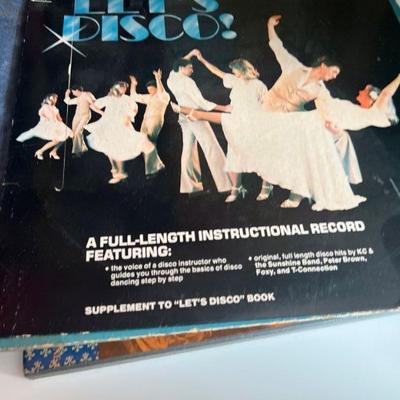 LET'S
DISCO!
A FULL-LENGTH INSTRUCTIONAL RECORD
FEATURING:
• the voice of a disco instructor who
guides you through the basics of disco
dancing step by step
• original, full length disco hits by KC &
the Sunshine Band, Peter Brown,
Foxy, and T-Connection
SUPPLEMENT TO "LET'S DISCO" BOOK